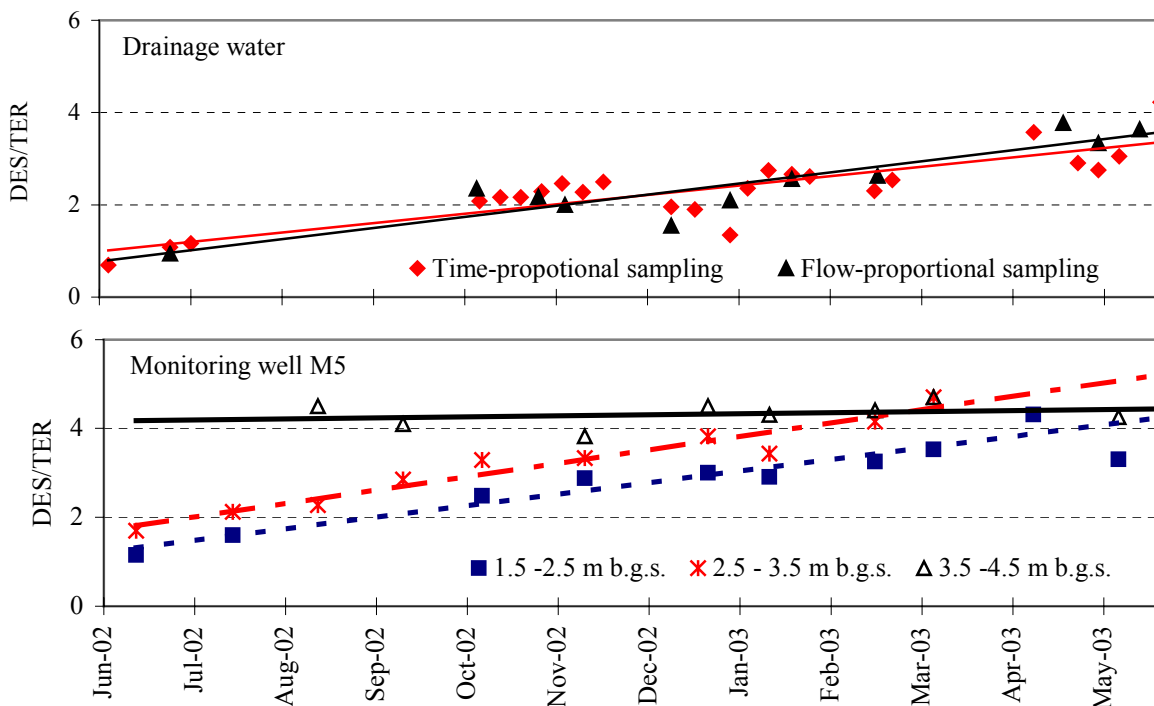 6
Drainage water
4
DES/TER
2
Time-propotional sampling
Flow-proportional sampling
0
6
Monitoring well M5
4
DES/TER
2
1.5 -2.5 m b.g.s.
2.5 - 3.5 m b.g.s.
3.5 -4.5 m b.g.s.
0
Jun-02
Jul-02
Aug-02
Sep-02
Oct-02
Nov-02
Dec-02
Jan-03
Feb-03
Mar-03
Apr-03
May-03